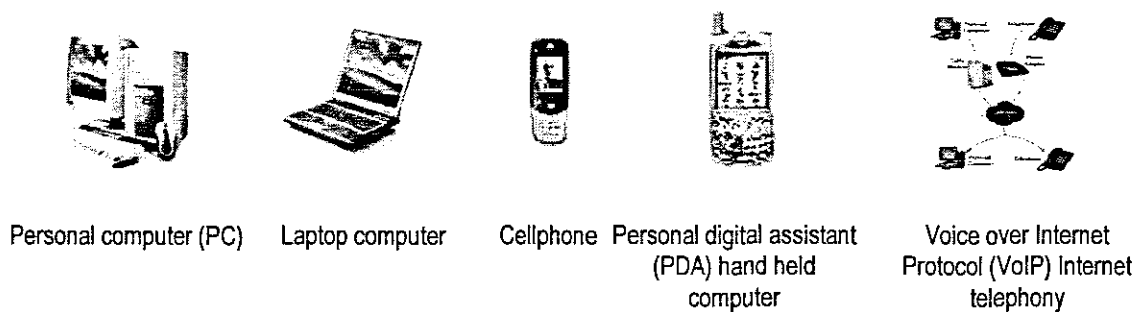 Personal computer (PC)
Laptop computer
Cellphone
Personal digital assistant
(PDA) hand held
computer
Voice over Internet
Protocol (VoIP) Internet
telephony